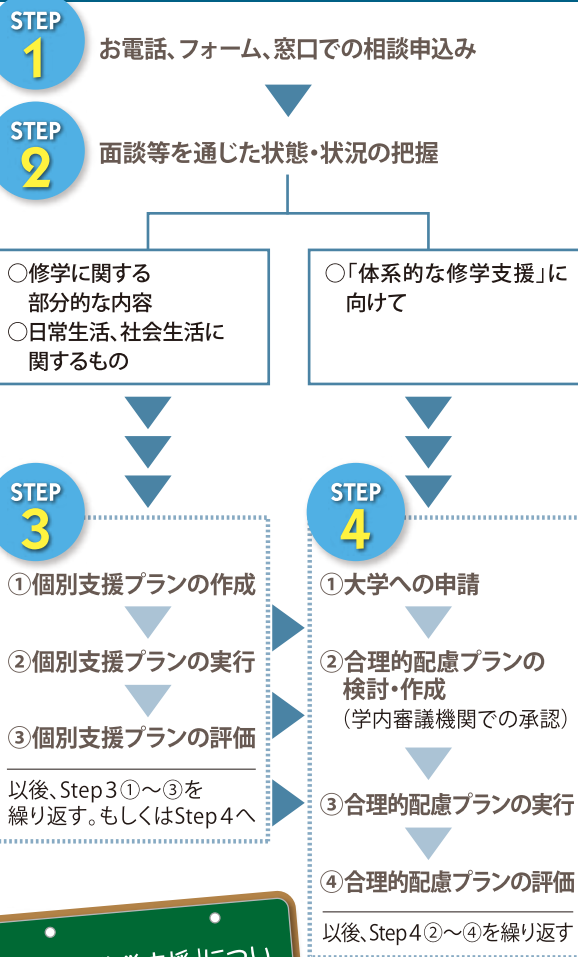 STEP
1
お電話、フォーム、窓口での相談申込み
STEP
2
面談等を通じた状態・状況の把握
○修学に関する
部分的な内容
○日常生活、社会生活に
関するもの
○「体系的な修学支援」に
向けて
STEP
3
①個別支援プランの作成
②個別支援プランの実行
③個別支援プランの評価
以後、Step3①〜③を
繰り返す。もしくはStep4へ
STEP
4
①大学への申請
②合理的配慮プランの
検討・作成
（学内審議機関での承認）
③合理的配慮プランの実行
④合理的配慮プランの評価
以後、Step4②〜④を繰り返す